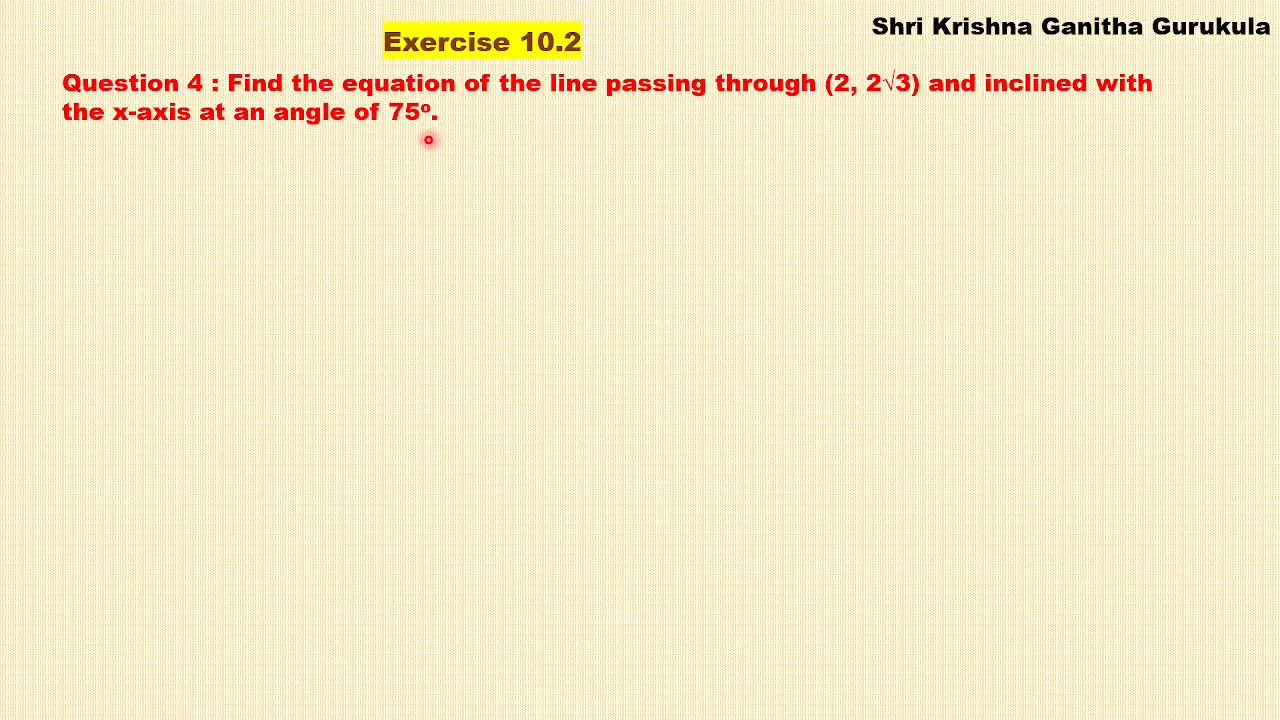 Shri Krishna Ganitha Gurukula
Exercise 10.2
Question 4 : Find the equation of the line passing through (2, 2√3) and inclined with
the x-axis at an angle of 75º.